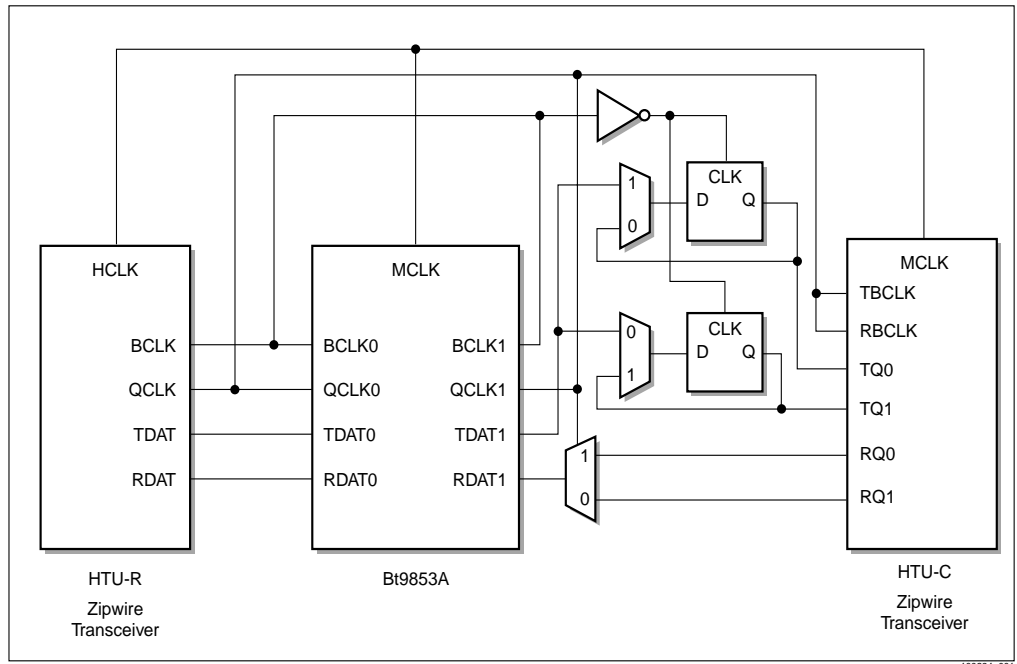 HCLK
BCLK
QCLK
TDAT
RDAT
HTU-R
Zipwire
Transceiver
MCLK
BCLK0
QCLK0
TDAT0
RDAT0
BCLK1
QCLK1
TDAT1
RDAT1
Bt9853A
1
0
CLK
D Q
0
1
CLK
D Q
1
0
MCLK
TBCLK
RBCLK
TQ0
TQ1
RQ0
RQ1
HTU-C
Zipwire
Transceiver